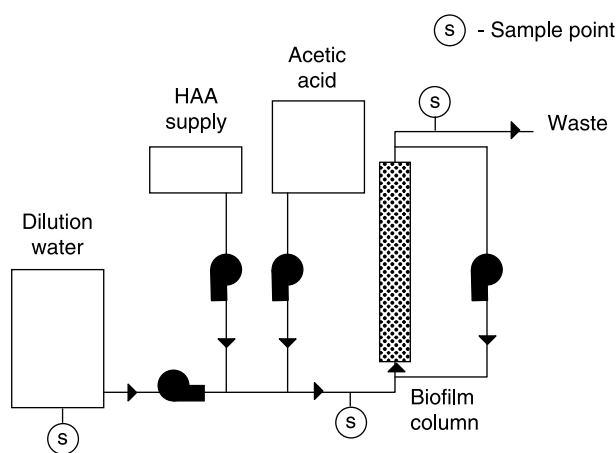 S - Sample point
Acetic
acid
HAA
supply
S
Waste
Dilution
water
Biofilm
column
S
S